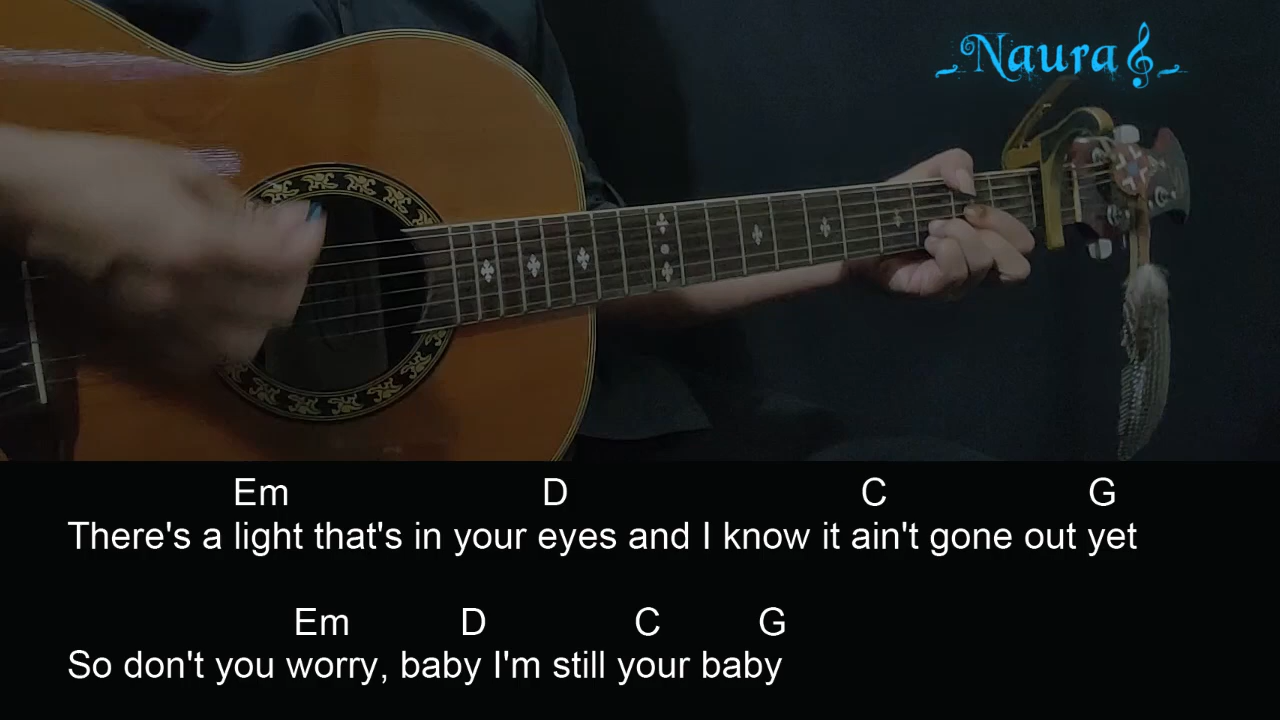 Naura
Em D C G
There's a light that's in your eyes and I know it ain't gone out yet
Em D C G
So don't you worry, baby I'm still your baby